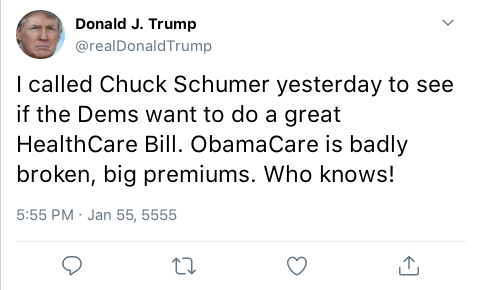 Donald J. Trump
@realDonaldTrump
I called Chuck Schumer yesterday to see
if the Dems want to do a great
HealthCare Bill. ObamaCare is badly
broken, big premiums. Who knows!
5:55 PM · Jan 55, 5555